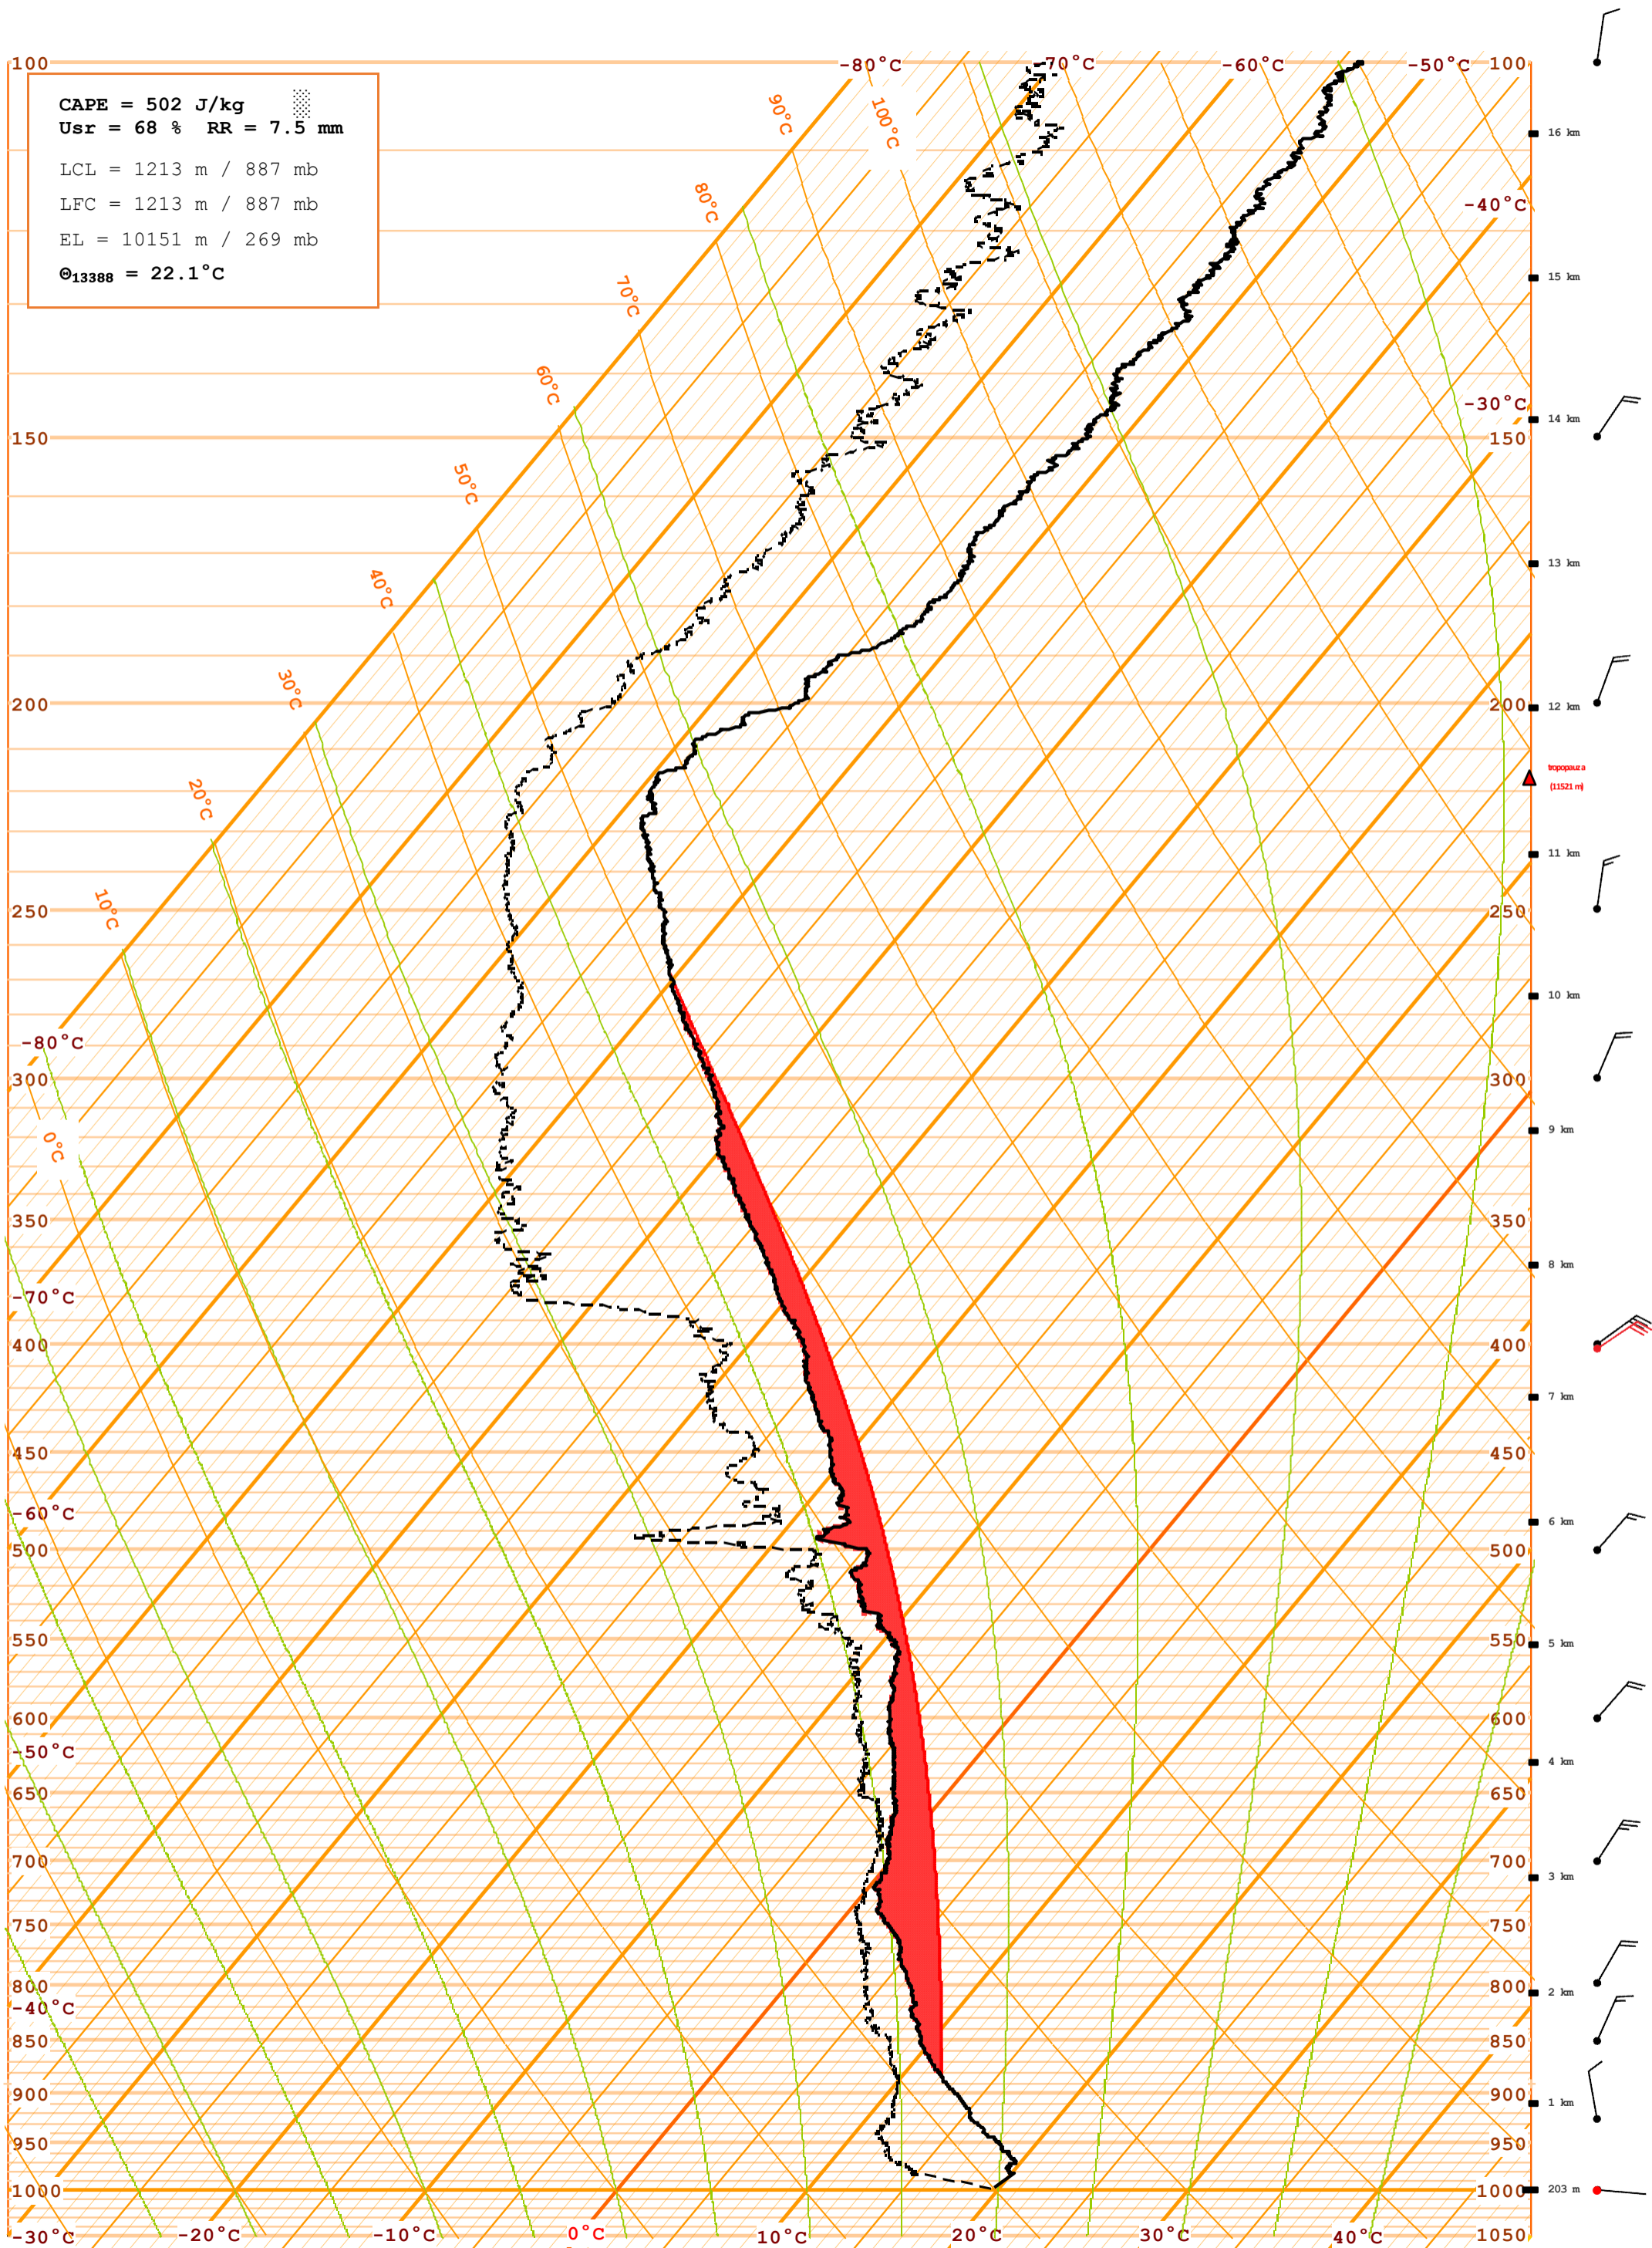 -80°C
-70°C
-60°C
-50°C
100
100
CAPE = 502 J/kg
Usr = 68 %  RR = 7.5 mm
LCL = 1213 m / 887 mb
LFC = 1213 m / 887 mb
EL = 10151 m / 269 mb
Θ13388 = 22.1°C
90°C
100°C
16 km
80°C
-40°C
70°C
15 km
60°C
-30°C
14 km
150
150
50°C
40°C
13 km
30°C
200
200
12 km
20°C
tropopauza
(11521 m)
11 km
10°C
250
250
10 km
-80°C
300
300
0°C
9 km
350
350
8 km
-70°C
400
400
7 km
450
450
-60°C
6 km
500
500
550
550
5 km
600
600
-50°C
4 km
650
650
700
700
3 km
750
750
800
800
2 km
-40°C
850
850
900
900
1 km
950
950
1000
1000
203 m
-30°C
-20°C
-10°C
0°C
10°C
20°C
30°C
40°C
1050